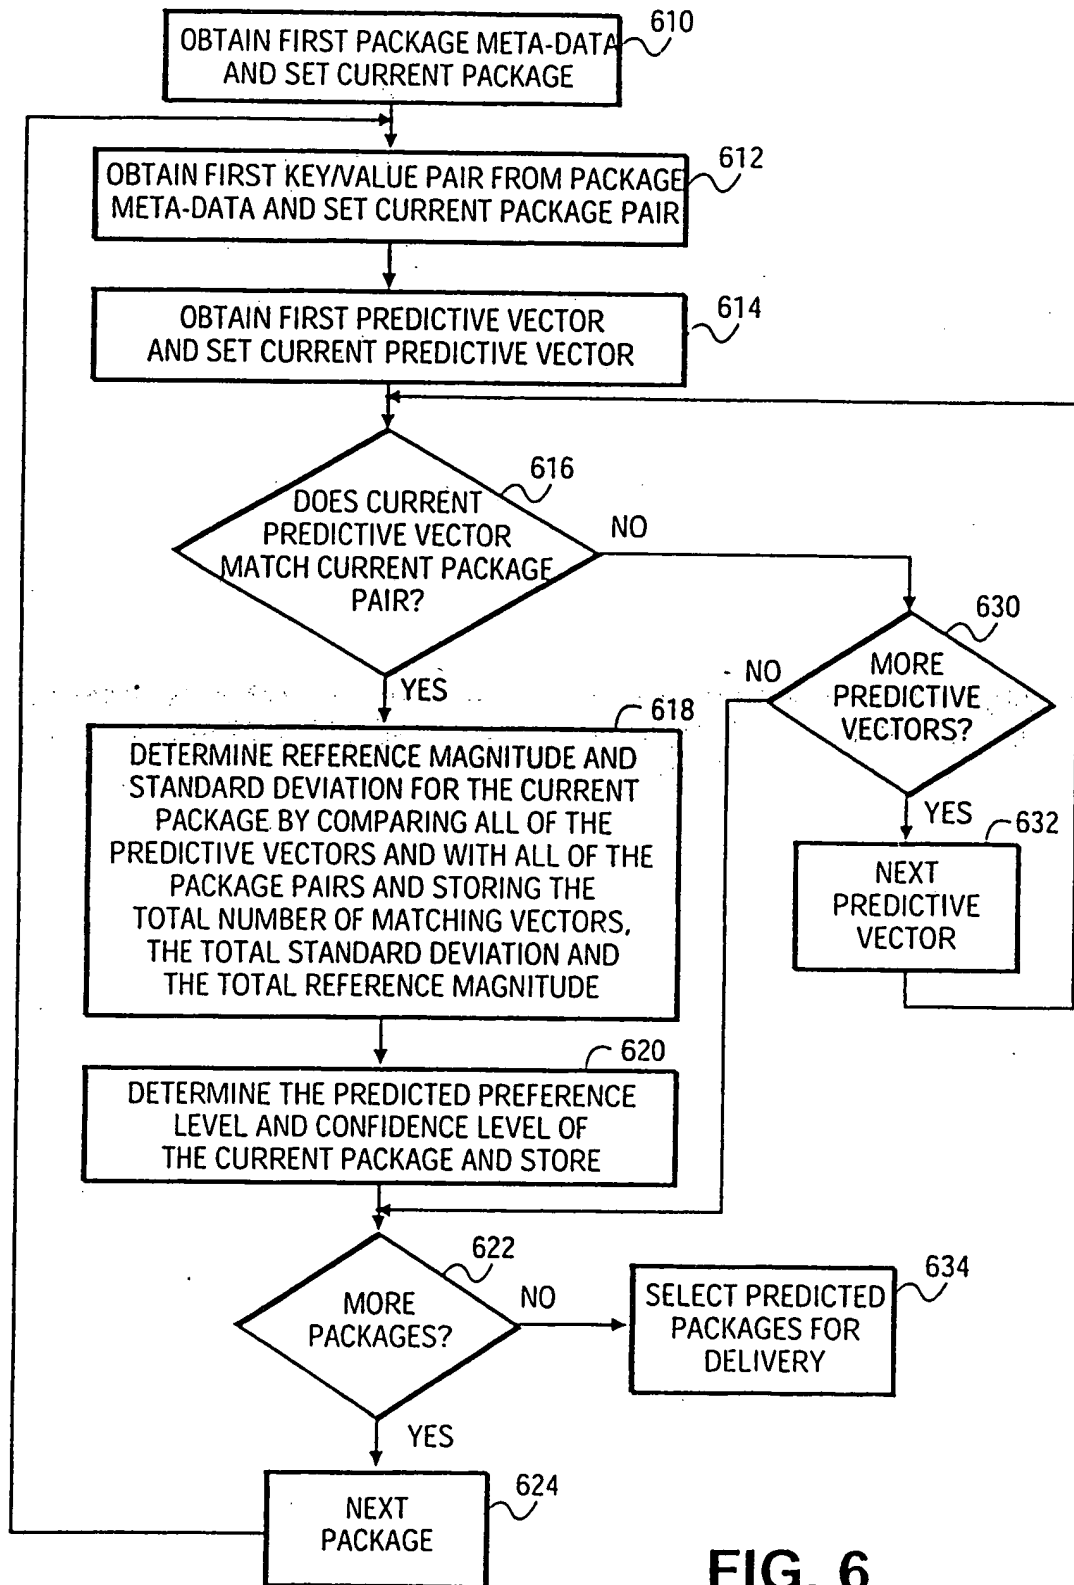 OBTAIN FIRST PACKAGE META-DATA
AND SET CURRENT PACKAGE
610
OBTAIN FIRST KEY/VALUE PAIR FROM PACKAGE
META-DATA AND SET CURRENT PACKAGE PAIR
612
OBTAIN FIRST PREDICTIVE VECTOR
AND SET CURRENT PREDICTIVE VECTOR
614
DOES CURRENT
PREDICTIVE VECTOR
MATCH CURRENT PACKAGE
PAIR?
616
NO
YES
MORE
PREDICTIVE
VECTORS?
630
NO
YES
NEXT
PREDICTIVE
VECTOR
632
618
DETERMINE REFERENCE MAGNITUDE AND
STANDARD DEVIATION FOR THE CURRENT
PACKAGE BY COMPARING ALL OF THE
PREDICTIVE VECTORS AND WITH ALL OF THE
PACKAGE PAIRS AND STORING THE
TOTAL NUMBER OF MATCHING VECTORS,
THE TOTAL STANDARD DEVIATION AND
THE TOTAL REFERENCE MAGNITUDE
620
DETERMINE THE PREDICTED PREFERENCE
LEVEL AND CONFIDENCE LEVEL OF
THE CURRENT PACKAGE AND STORE
622
MORE
PACKAGES?
NO
YES
634
SELECT PREDICTED
PACKAGES FOR
DELIVERY
NEXT
PACKAGE
624
FIG. 6